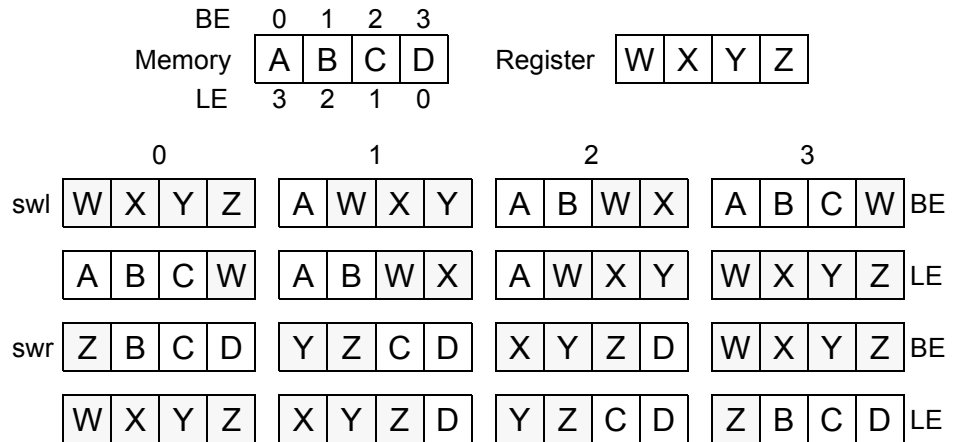 BE 0 1 2 3
Memory A B C D Register W X Y Z
LE 3 2 1 0
0 1 2 3
swl W X Y Z A W X Y A B W X A B C W BE
A B C W A B W X A W X Y W X Y Z LE
swr Z B C D Y Z C D X Y Z D W X Y Z BE
W X Y Z X Y Z D Y Z C D Z B C D LE